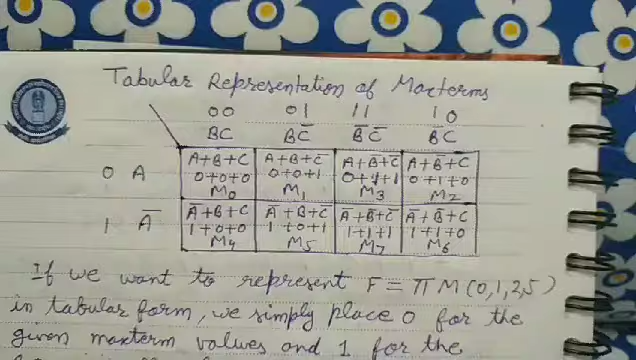 Tabular Representation of Maxterms
00 01 11 10
BC BC̅ B̅C̅ BC
0 A
A+B+C A+B+C̅ A+B̅+C̅ A+B̅+C
0+0+0 0+0+1 0+1+1 0+1+0
M0 M1 M3 M2
1 A̅
A̅+B+C A̅+B+C̅ A̅+B̅+C̅ A̅+B̅+C
1+0+0 1+0+1 1+1+1 1+1+0
M4 M5 M7 M6
If we want to represent F = π M (0,1,2,5)
in tabular form, we simply place 0 for the
given maxterm values and 1 for the